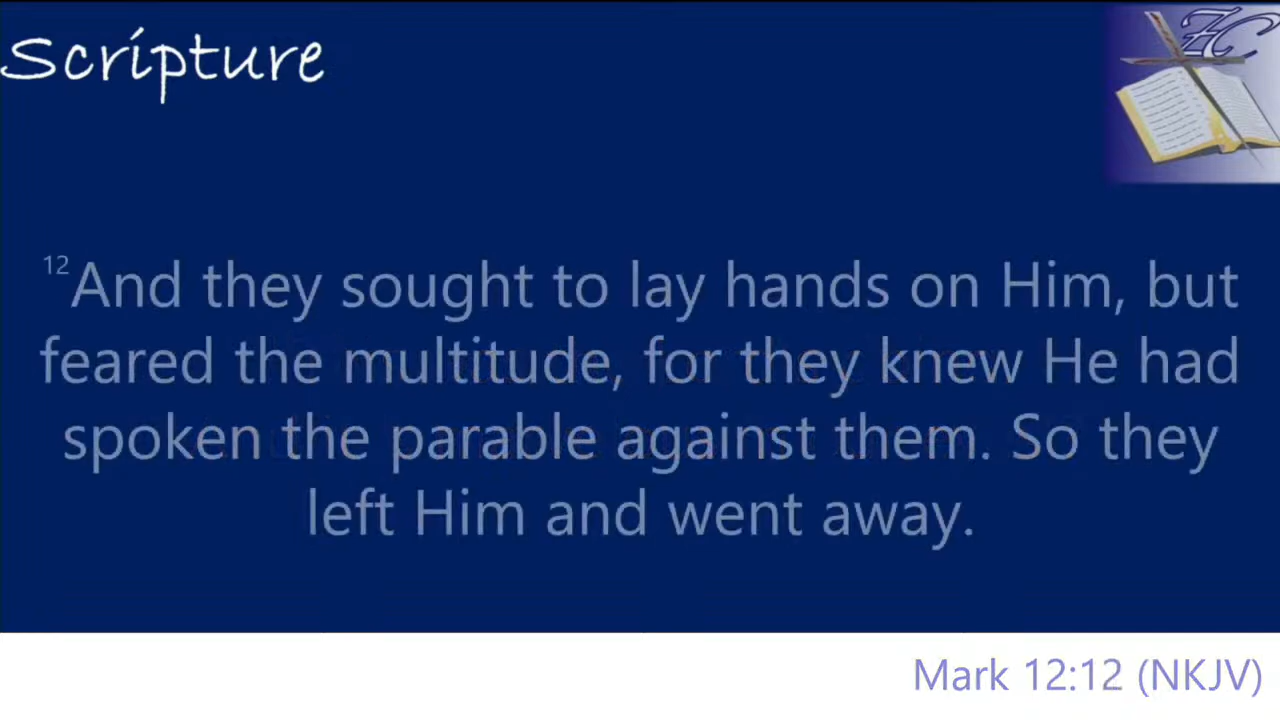 Scripture
12And they sought to lay hands on Him, but
feared the multitude, for they knew He had
spoken the parable against them. So they
left Him and went away.
Mark 12:12 (NKJV)